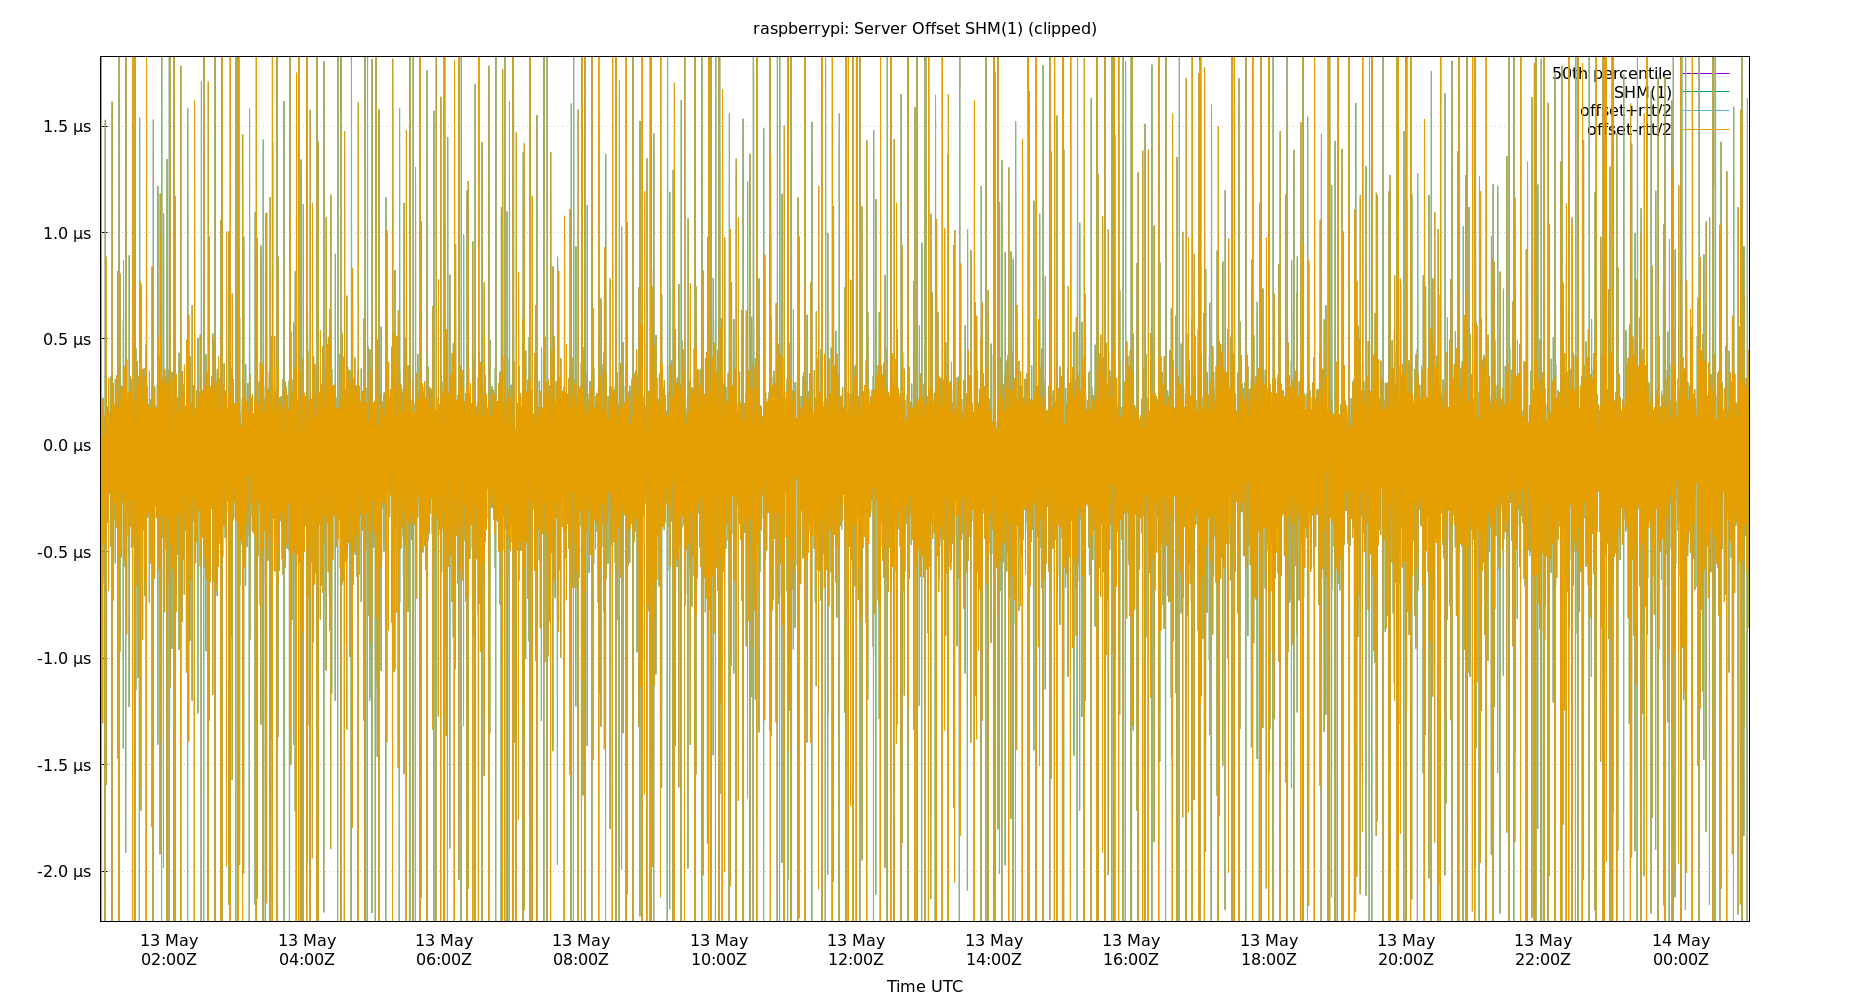 raspberrypi: Server Offset SHM(1) (clipped)
50th percentile
SHM(1)
offset+rtt/2
offset-rtt/2
1.5 µs
1.0 µs
0.5 µs
0.0 µs
-0.5 µs
-1.0 µs
-1.5 µs
-2.0 µs
13 May 13 May 13 May 13 May 13 May 13 May 13 May 13 May 13 May 13 May 13 May 14 May
02:00Z 04:00Z 06:00Z 08:00Z 10:00Z 12:00Z 14:00Z 16:00Z 18:00Z 20:00Z 22:00Z 00:00Z
Time UTC